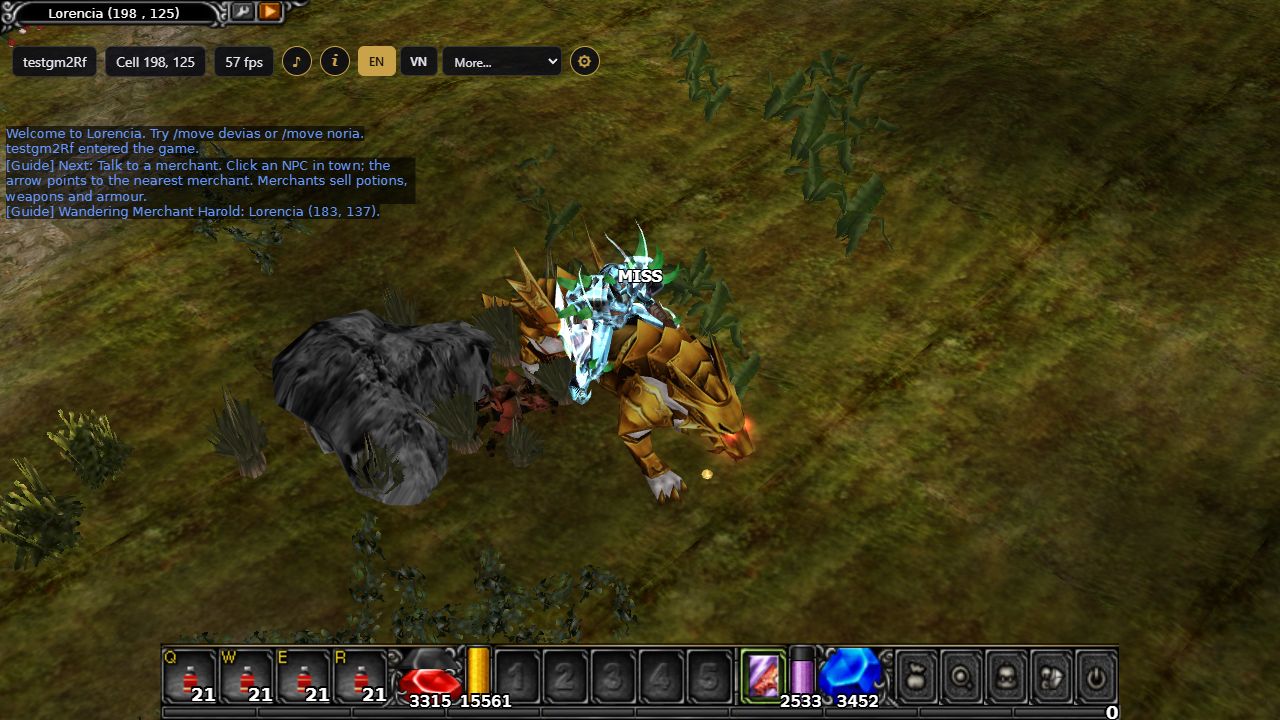 Lorencia (198 , 125)
testgm2Rf
Cell 198, 125
57 fps
♪
i
EN
VN
More...
Welcome to Lorencia. Try /move devias or /move noria.
testgm2Rf entered the game.
[Guide] Next: Talk to a merchant. Click an NPC in town; the
arrow points to the nearest merchant. Merchants sell potions,
weapons and armour.
[Guide] Wandering Merchant Harold: Lorencia (183, 137).
MISS
Q
W
E
R
1
2
3
4
5
21
21
21
21
3315
15561
2533
3452
0